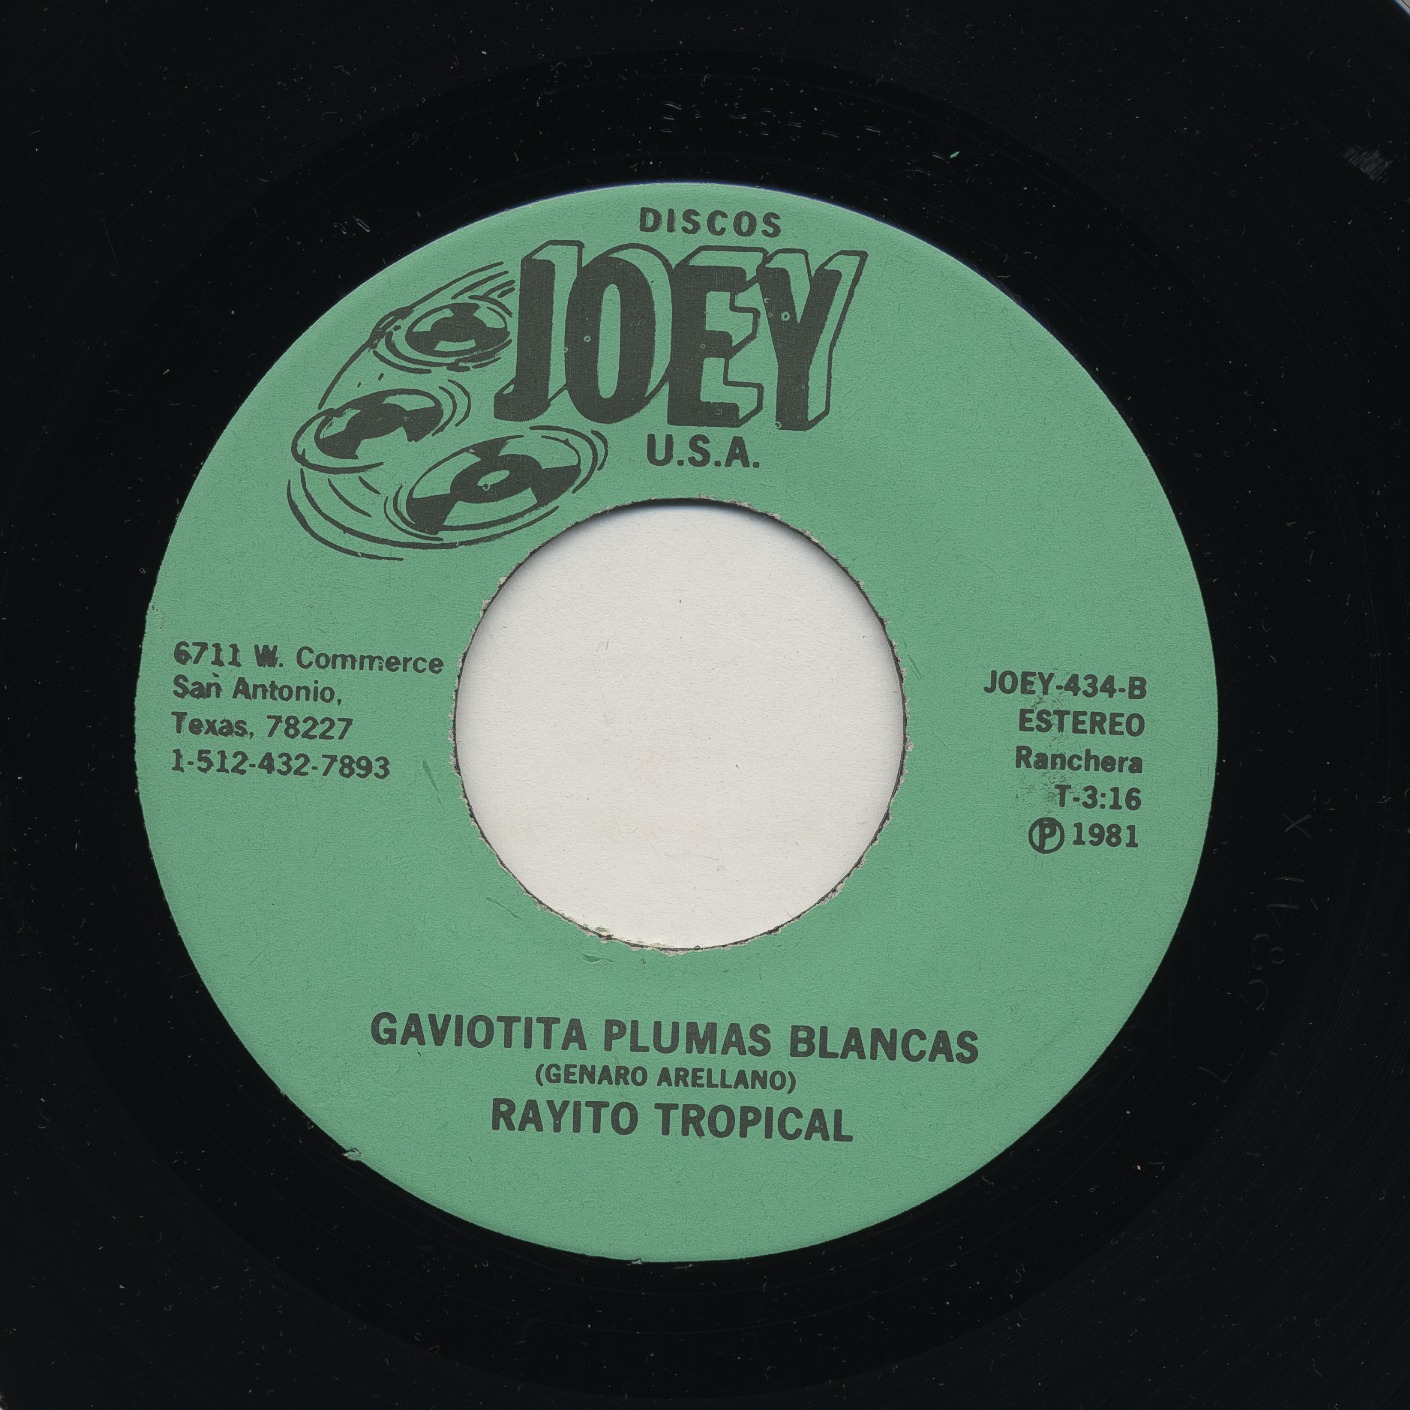 DISCOS
JOEY
U.S.A.
6711 W. Commerce
San Antonio,
Texas, 78227
1-512-432-7893
JOEY-434-B
ESTEREO
Ranchera
T-3:16
Ⓟ 1981
GAVIOTITA PLUMAS BLANCAS
(GENARO ARELLANO)
RAYITO TROPICAL